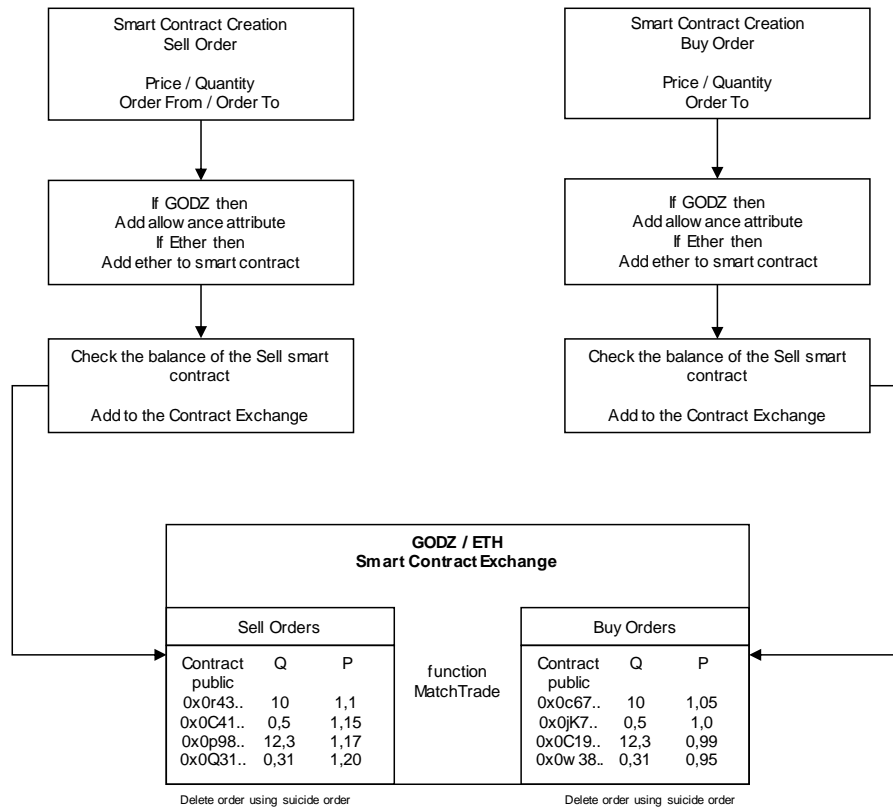 Smart Contract Creation
Sell Order
Price / Quantity
Order From / Order To
Smart Contract Creation
Buy Order
Price / Quantity
Order To
If GODZ then
Add allowance attribute
If Ether then
Add ether to smart contract
If GODZ then
Add allowance attribute
If Ether then
Add ether to smart contract
Check the balance of the Sell smart
contract
Add to the Contract Exchange
Check the balance of the Sell smart
contract
Add to the Contract Exchange
GODZ / ETH
Smart Contract Exchange
Sell Orders
Contract public Q P
0x0r43.. 10 1,1
0x0C41.. 0,5 1,15
0x0p98.. 12,3 1,17
0x0Q31.. 0,31 1,20
function
MatchTrade
Buy Orders
Contract public Q P
0x0c67.. 10 1,05
0x0jK7.. 0,5 1,0
0x0C19.. 12,3 0,99
0x0w38.. 0,31 0,95
Delete order using suicide order
Delete order using suicide order